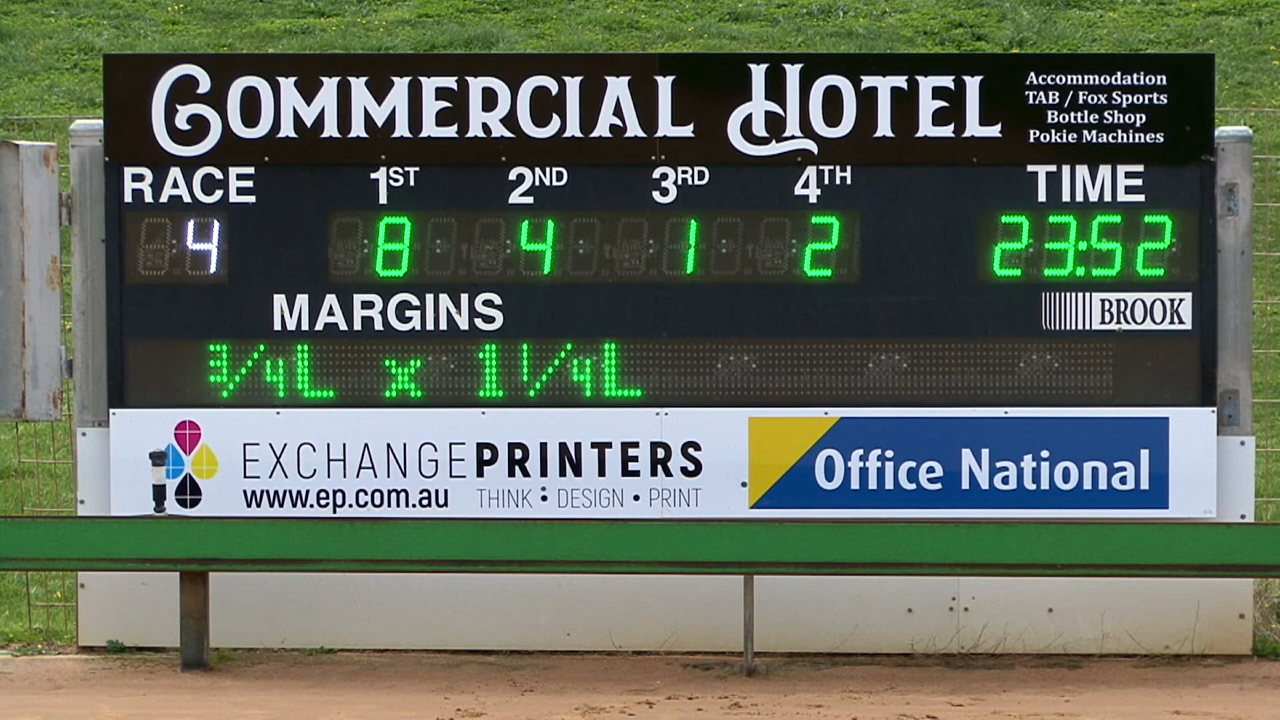 COMMERCIAL HOTEL
Accommodation
TAB / Fox Sports
Bottle Shop
Pokie Machines
RACE 1ST 2ND 3RD 4TH TIME
4 8 4 1 2 23:52
MARGINS
BROOK
3/4L x 1 1/4L
EXCHANGEPRINTERS
www.ep.com.au THINK • DESIGN • PRINT
Office National